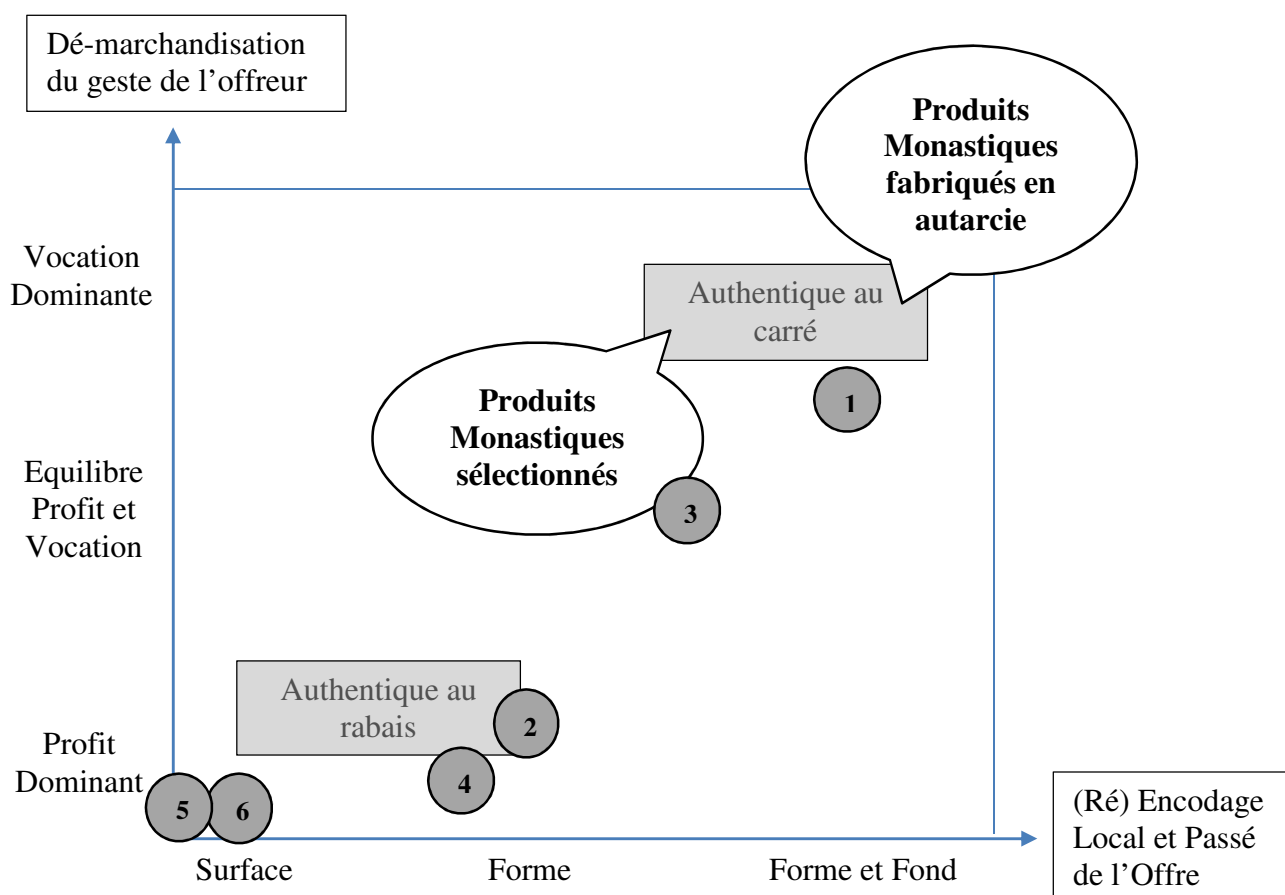 Dé-marchandisation
du geste de l’offreur
Produits
Monastiques
fabriqués en
autarcie
Vocation
Dominante
Authentique au
carré
1
Produits
Monastiques
sélectionnés
Equilibre
Profit et
Vocation
3
Authentique au
rabais
2
Profit
Dominant
4
5
6
(Ré) Encodage
Local et Passé
de l’Offre
Surface
Forme
Forme et Fond